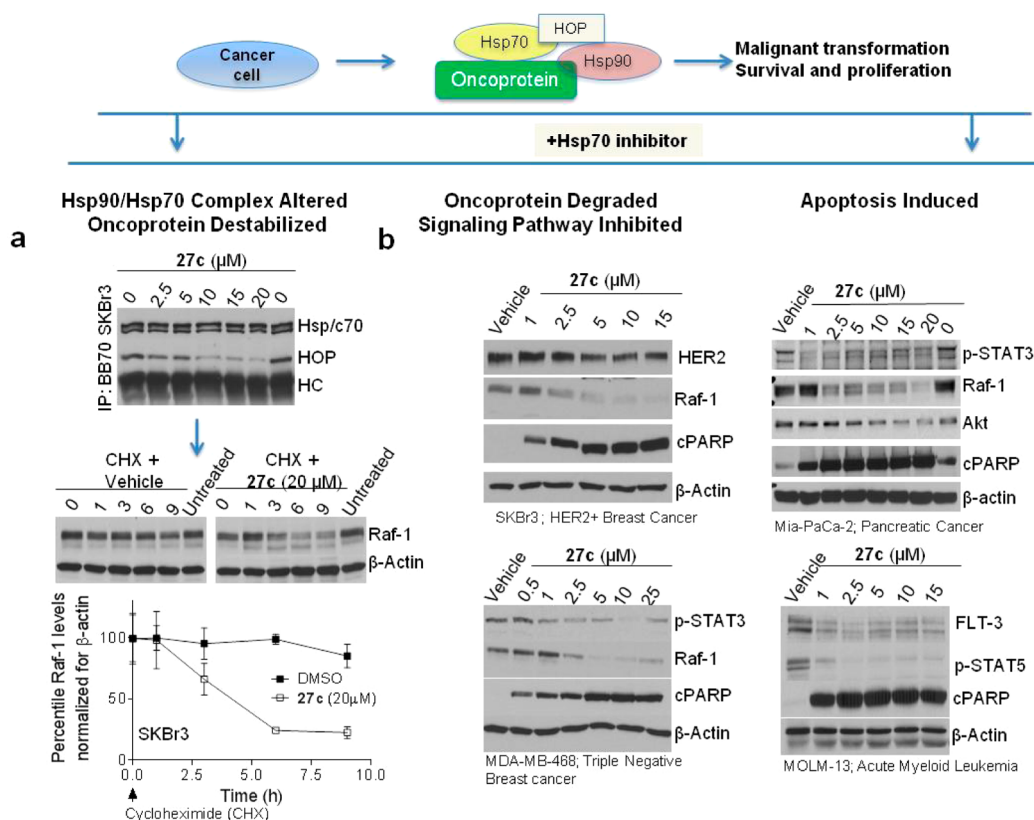 Cancer
cell
Hsp70
HOP
Hsp90
Oncoprotein
Malignant transformation
Survival and proliferation
+Hsp70 inhibitor
Hsp90/Hsp70 Complex Altered
Oncoprotein Destabilized
Oncoprotein Degraded
Signaling Pathway Inhibited
Apoptosis Induced
a
27c (µM)
0 2.5 5 10 15 20 0
IP: BB70 SKBr3
Hsp/c70
HOP
HC
CHX +
Vehicle
CHX +
27c (20 µM)
0 1 3 6 9 Untreated
0 1 3 6 9 Untreated
Raf-1
β-Actin
Percentile Raf-1 levels
normalized for β-actin
100
50
0
DMSO
27c (20µM)
SKBr3
0.0 2.5 5.0 7.5 10.0
Time (h)
Cycloheximide (CHX)
b
27c (µM)
Vehicle 1 2.5 5 10 15
HER2
Raf-1
cPARP
β-Actin
SKBr3 ; HER2+ Breast Cancer
27c (µM)
Vehicle 1 2.5 5 10 15 20 0
p-STAT3
Raf-1
Akt
cPARP
β-actin
Mia-PaCa-2; Pancreatic Cancer
27c (µM)
Vehicle 0.5 1 2.5 5 10 25
p-STAT3
Raf-1
cPARP
β-Actin
MDA-MB-468; Triple Negative
Breast cancer
27c (µM)
Vehicle 1 2.5 5 10 15
FLT-3
p-STAT5
cPARP
β-Actin
MOLM-13; Acute Myeloid Leukemia